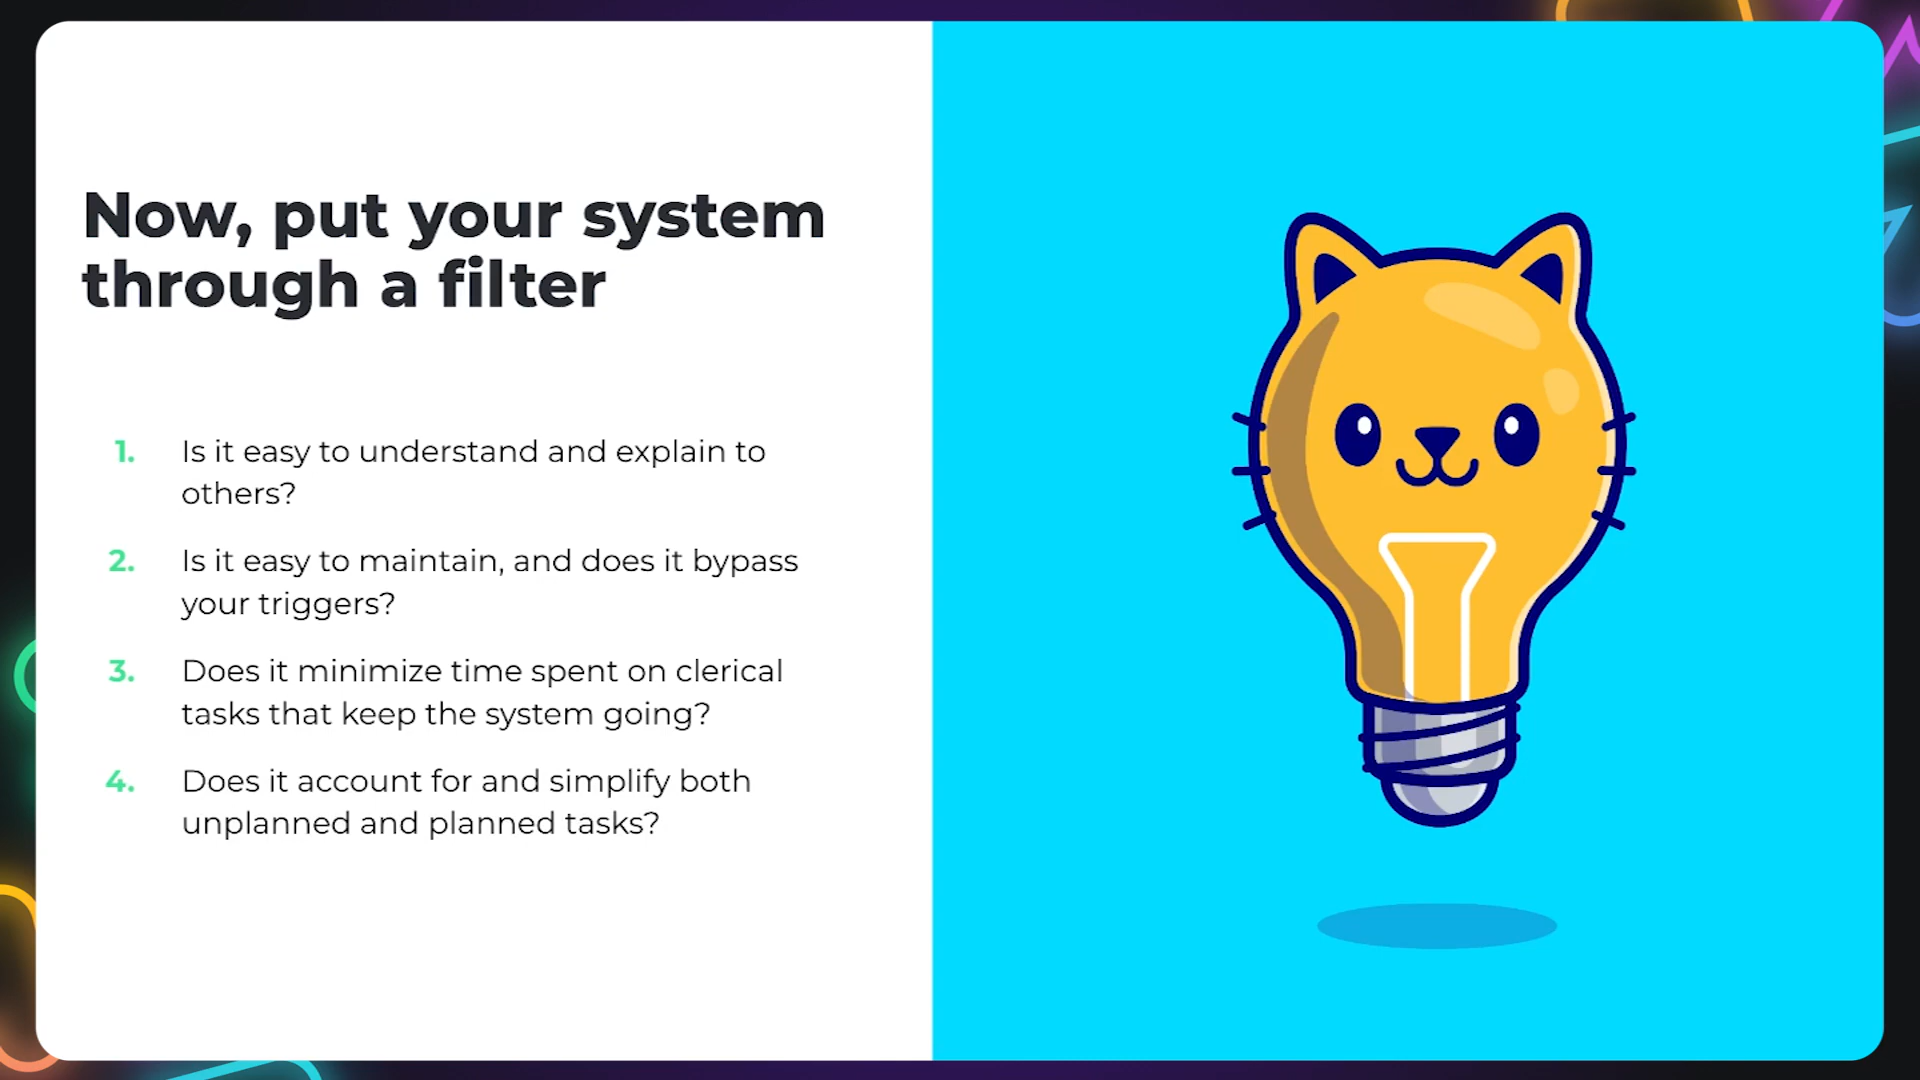 Now, put your system
through a filter
1. Is it easy to understand and explain to
others?
2. Is it easy to maintain, and does it bypass
your triggers?
3. Does it minimize time spent on clerical
tasks that keep the system going?
4. Does it account for and simplify both
unplanned and planned tasks?